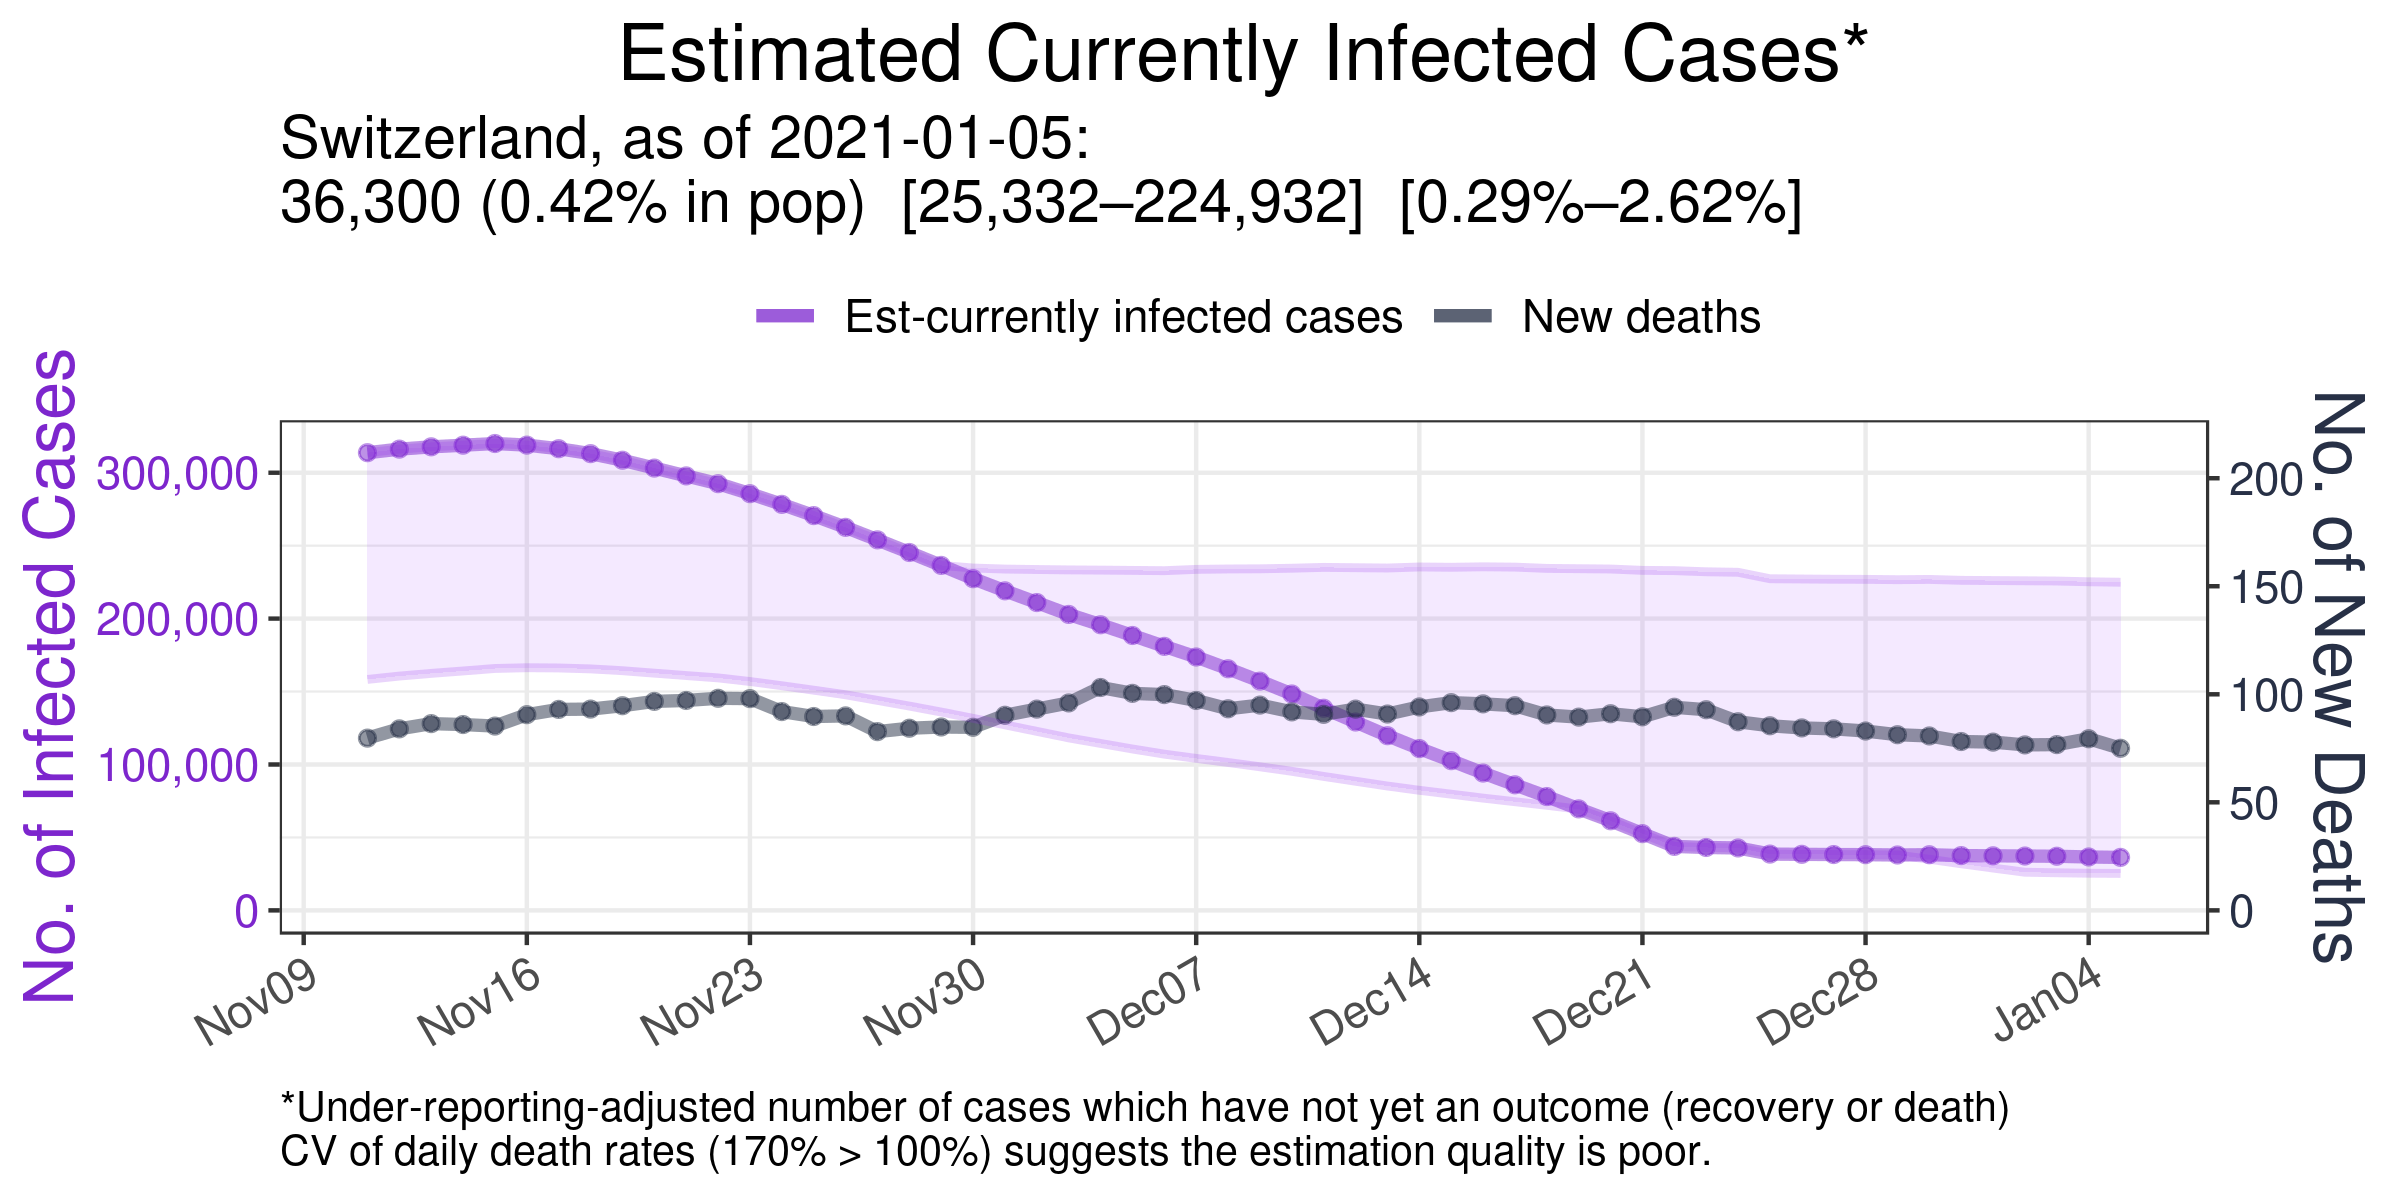 Estimated Currently Infected Cases*
Switzerland, as of 2021-01-05:
36,300 (0.42% in pop)  [25,332–224,932]  [0.29%–2.62%]
Est-currently infected cases
New deaths
No. of Infected Cases
300,000
200,000
100,000
0
No. of New Deaths
200
150
100
50
0
Nov09
Nov16
Nov23
Nov30
Dec07
Dec14
Dec21
Dec28
Jan04
*Under-reporting-adjusted number of cases which have not yet an outcome (recovery or death)
CV of daily death rates (170% > 100%) suggests the estimation quality is poor.